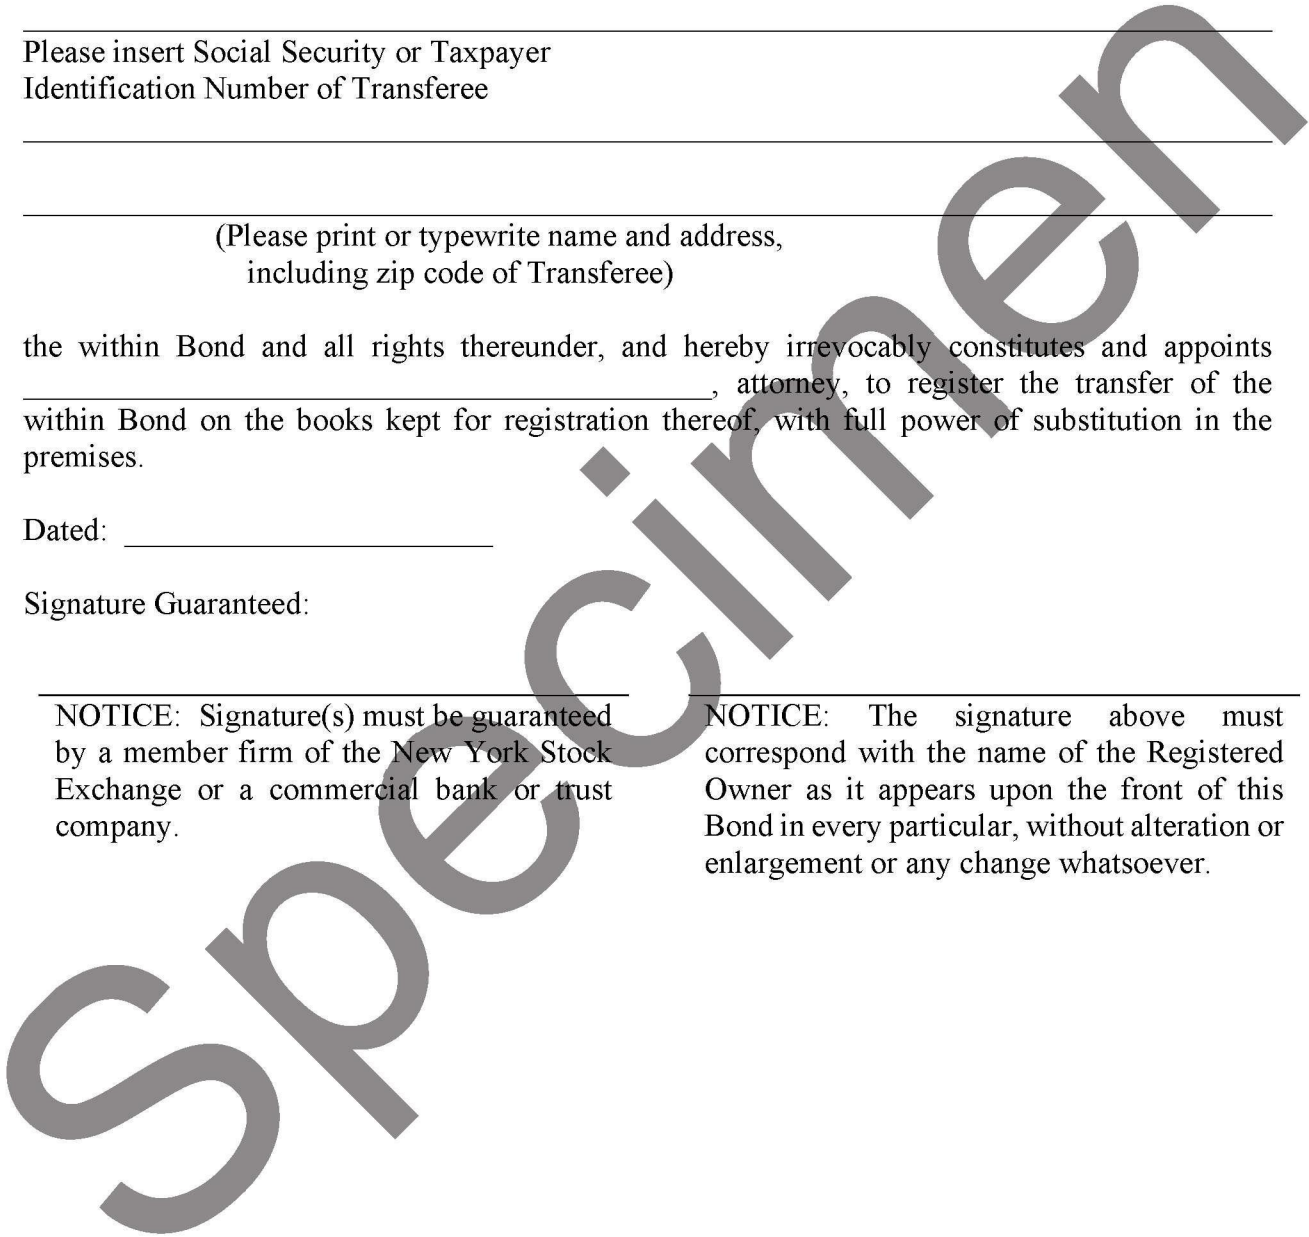 Please insert Social Security or Taxpayer
Identification Number of Transferee
(Please print or typewrite name and address,
including zip code of Transferee)
the within Bond and all rights thereunder, and hereby irrevocably constitutes and appoints
____________________________________________, attorney, to register the transfer of the
within Bond on the books kept for registration thereof, with full power of substitution in the
premises.
Dated: ________________________
Signature Guaranteed:
NOTICE: Signature(s) must be guaranteed
by a member firm of the New York Stock
Exchange or a commercial bank or trust
company.
NOTICE: The signature above must
correspond with the name of the Registered
Owner as it appears upon the front of this
Bond in every particular, without alteration or
enlargement or any change whatsoever.
Specimen